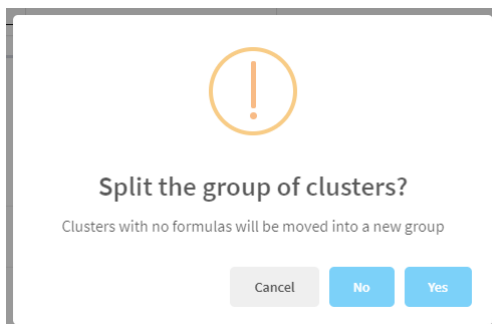 Split the group of clusters?
Clusters with no formulas will be moved into a new group
Cancel
No
Yes